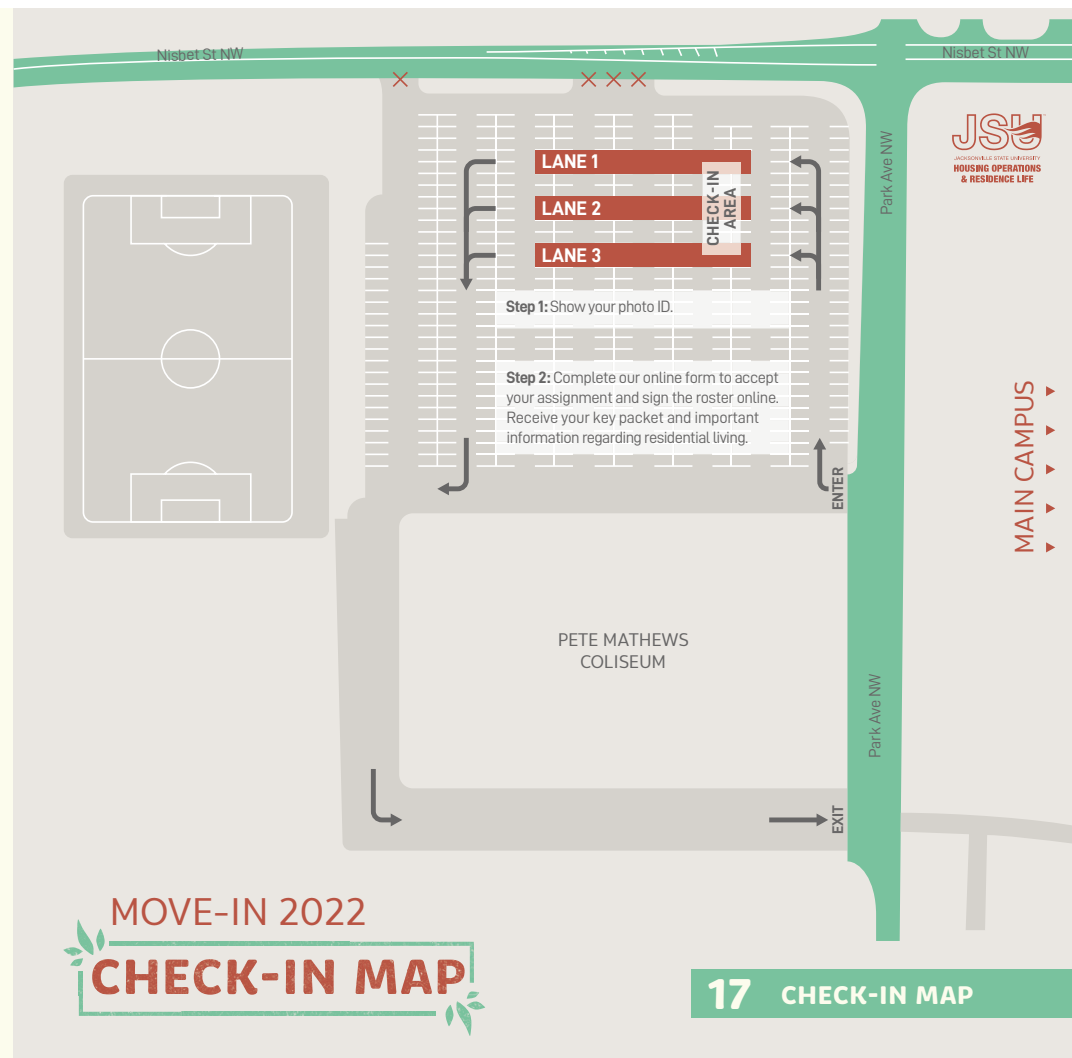 Nisbet St NW
Nisbet St NW
Park Ave NW
JSU
JACKSONVILLE STATE UNIVERSITY
HOUSING OPERATIONS
& RESIDENCE LIFE
LANE 1
LANE 2
LANE 3
CHECK-IN
AREA
Step 1: Show your photo ID.
Step 2: Complete our online form to accept
your assignment and sign the roster online.
Receive your key packet and important
information regarding residential living.
MAIN CAMPUS
ENTER
PETE MATHEWS
COLISEUM
Park Ave NW
EXIT
MOVE-IN 2022
CHECK-IN MAP
17 CHECK-IN MAP